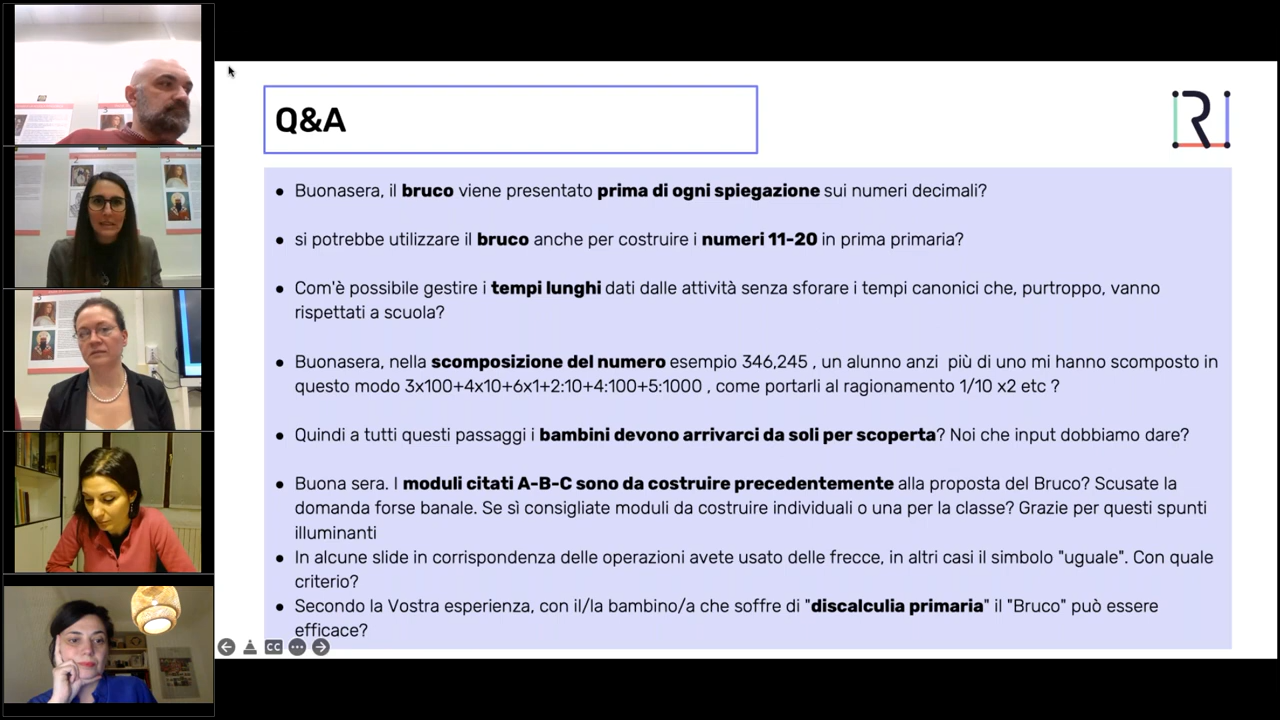 Q&A
● Buonasera, il bruco viene presentato prima di ogni spiegazione sui numeri decimali?
● si potrebbe utilizzare il bruco anche per costruire i numeri 11-20 in prima primaria?
● Com'è possibile gestire i tempi lunghi dati dalle attività senza sforare i tempi canonici che, purtroppo, vanno
rispettati a scuola?
● Buonasera, nella scomposizione del numero esempio 346,245 , un alunno anzi più di uno mi hanno scomposto in
questo modo 3x100+4x10+6x1+2:10+4:100+5:1000 , come portarli al ragionamento 1/10 x2 etc ?
● Quindi a tutti questi passaggi i bambini devono arrivarci da soli per scoperta? Noi che input dobbiamo dare?
● Buona sera. I moduli citati A-B-C sono da costruire precedentemente alla proposta del Bruco? Scusate la
domanda forse banale. Se sì consigliate moduli da costruire individuali o una per la classe? Grazie per questi spunti
illuminanti
● In alcune slide in corrispondenza delle operazioni avete usato delle frecce, in altri casi il simbolo "uguale". Con quale
criterio?
● Secondo la Vostra esperienza, con il/la bambino/a che soffre di "discalculia primaria" il "Bruco" può essere
efficace?
CC